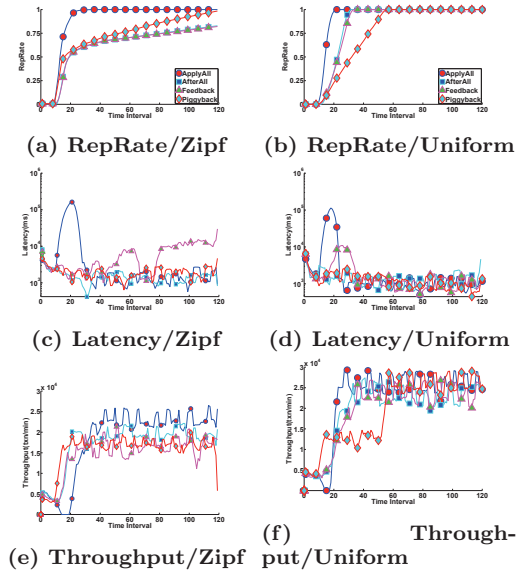 1
0.75
0.5
0.25
0
RepRate
0 20 40 60 80 100 120
Time Interval
ApplyAll
AfterAll
Feedback
Piggyback
(a) RepRate/Zipf
1
0.75
0.5
0.25
0
RepRate
0 20 40 60 80 100 120
Time Interval
ApplyAll
AfterAll
Feedback
Piggyback
(b) RepRate/Uniform
Latency(ms)
0 20 40 60 80 100 120
Time Interval
(c) Latency/Zipf
Latency(ms)
0 20 40 60 80 100 120
Time Interval
(d) Latency/Uniform
x 10⁴
3
2.5
2
1.5
1
0.5
0
Throughput(txn/min)
0 20 40 60 80 100 120
Time Interval
(e) Throughput/Zipf
x 10⁴
3
2.5
2
1.5
1
0.5
0
Throughput(txn/min)
0 20 40 60 80 100 120
Time Interval
(f) Through-
put/Uniform